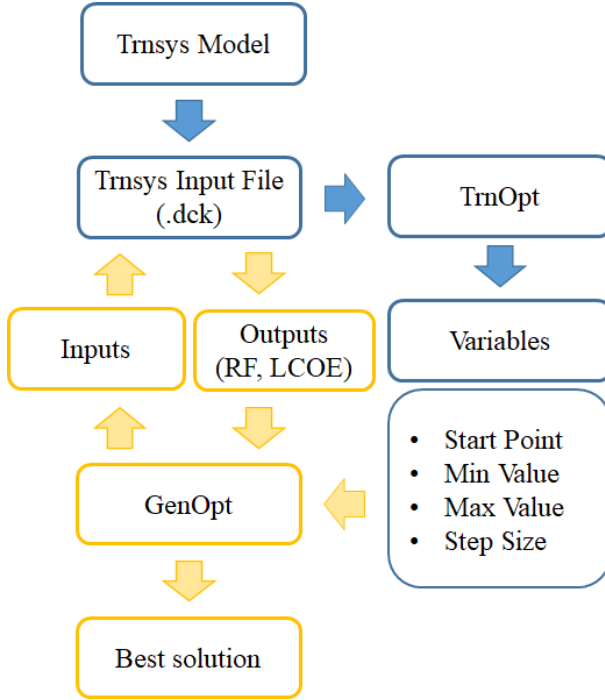 Trnsys Model
Trnsys Input File
(.dck)
TrnOpt
Inputs
Outputs
(RF, LCOE)
Variables
• Start Point
• Min Value
• Max Value
• Step Size
GenOpt
Best solution